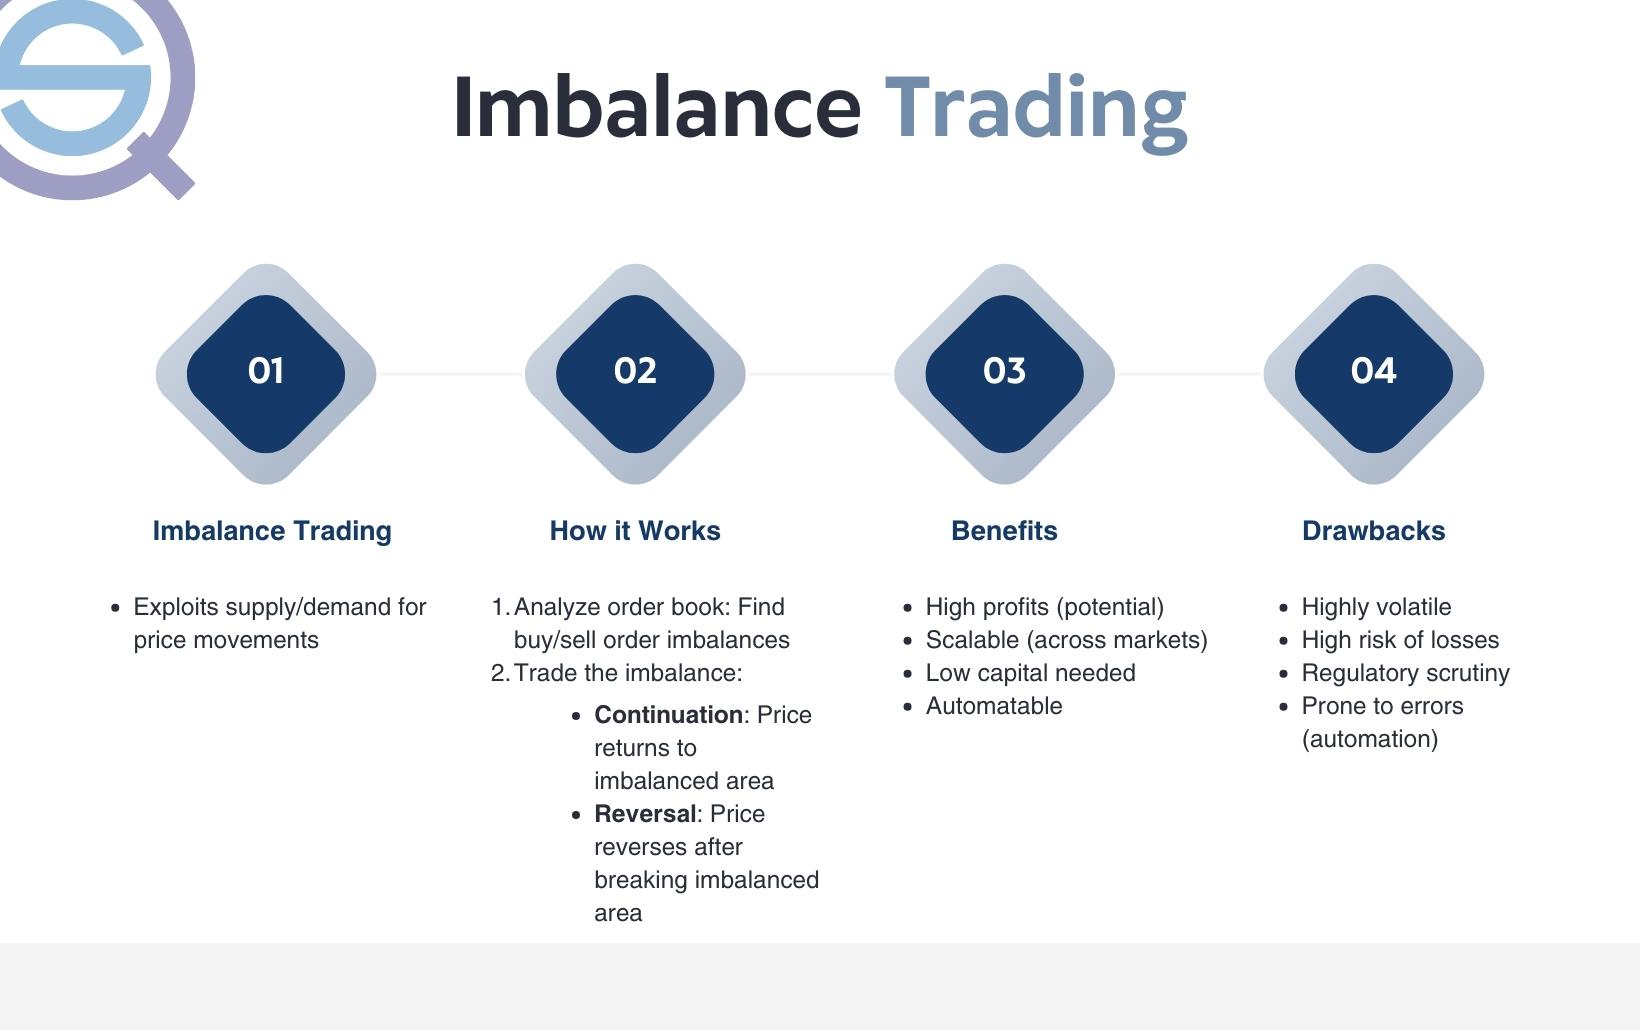 Imbalance Trading
01
02
03
04
Imbalance Trading
• Exploits supply/demand for
price movements
How it Works
1. Analyze order book: Find
buy/sell order imbalances
2. Trade the imbalance:
• Continuation: Price
returns to
imbalanced area
• Reversal: Price
reverses after
breaking imbalanced
area
Benefits
• High profits (potential)
• Scalable (across markets)
• Low capital needed
• Automatable
Drawbacks
• Highly volatile
• High risk of losses
• Regulatory scrutiny
• Prone to errors
(automation)